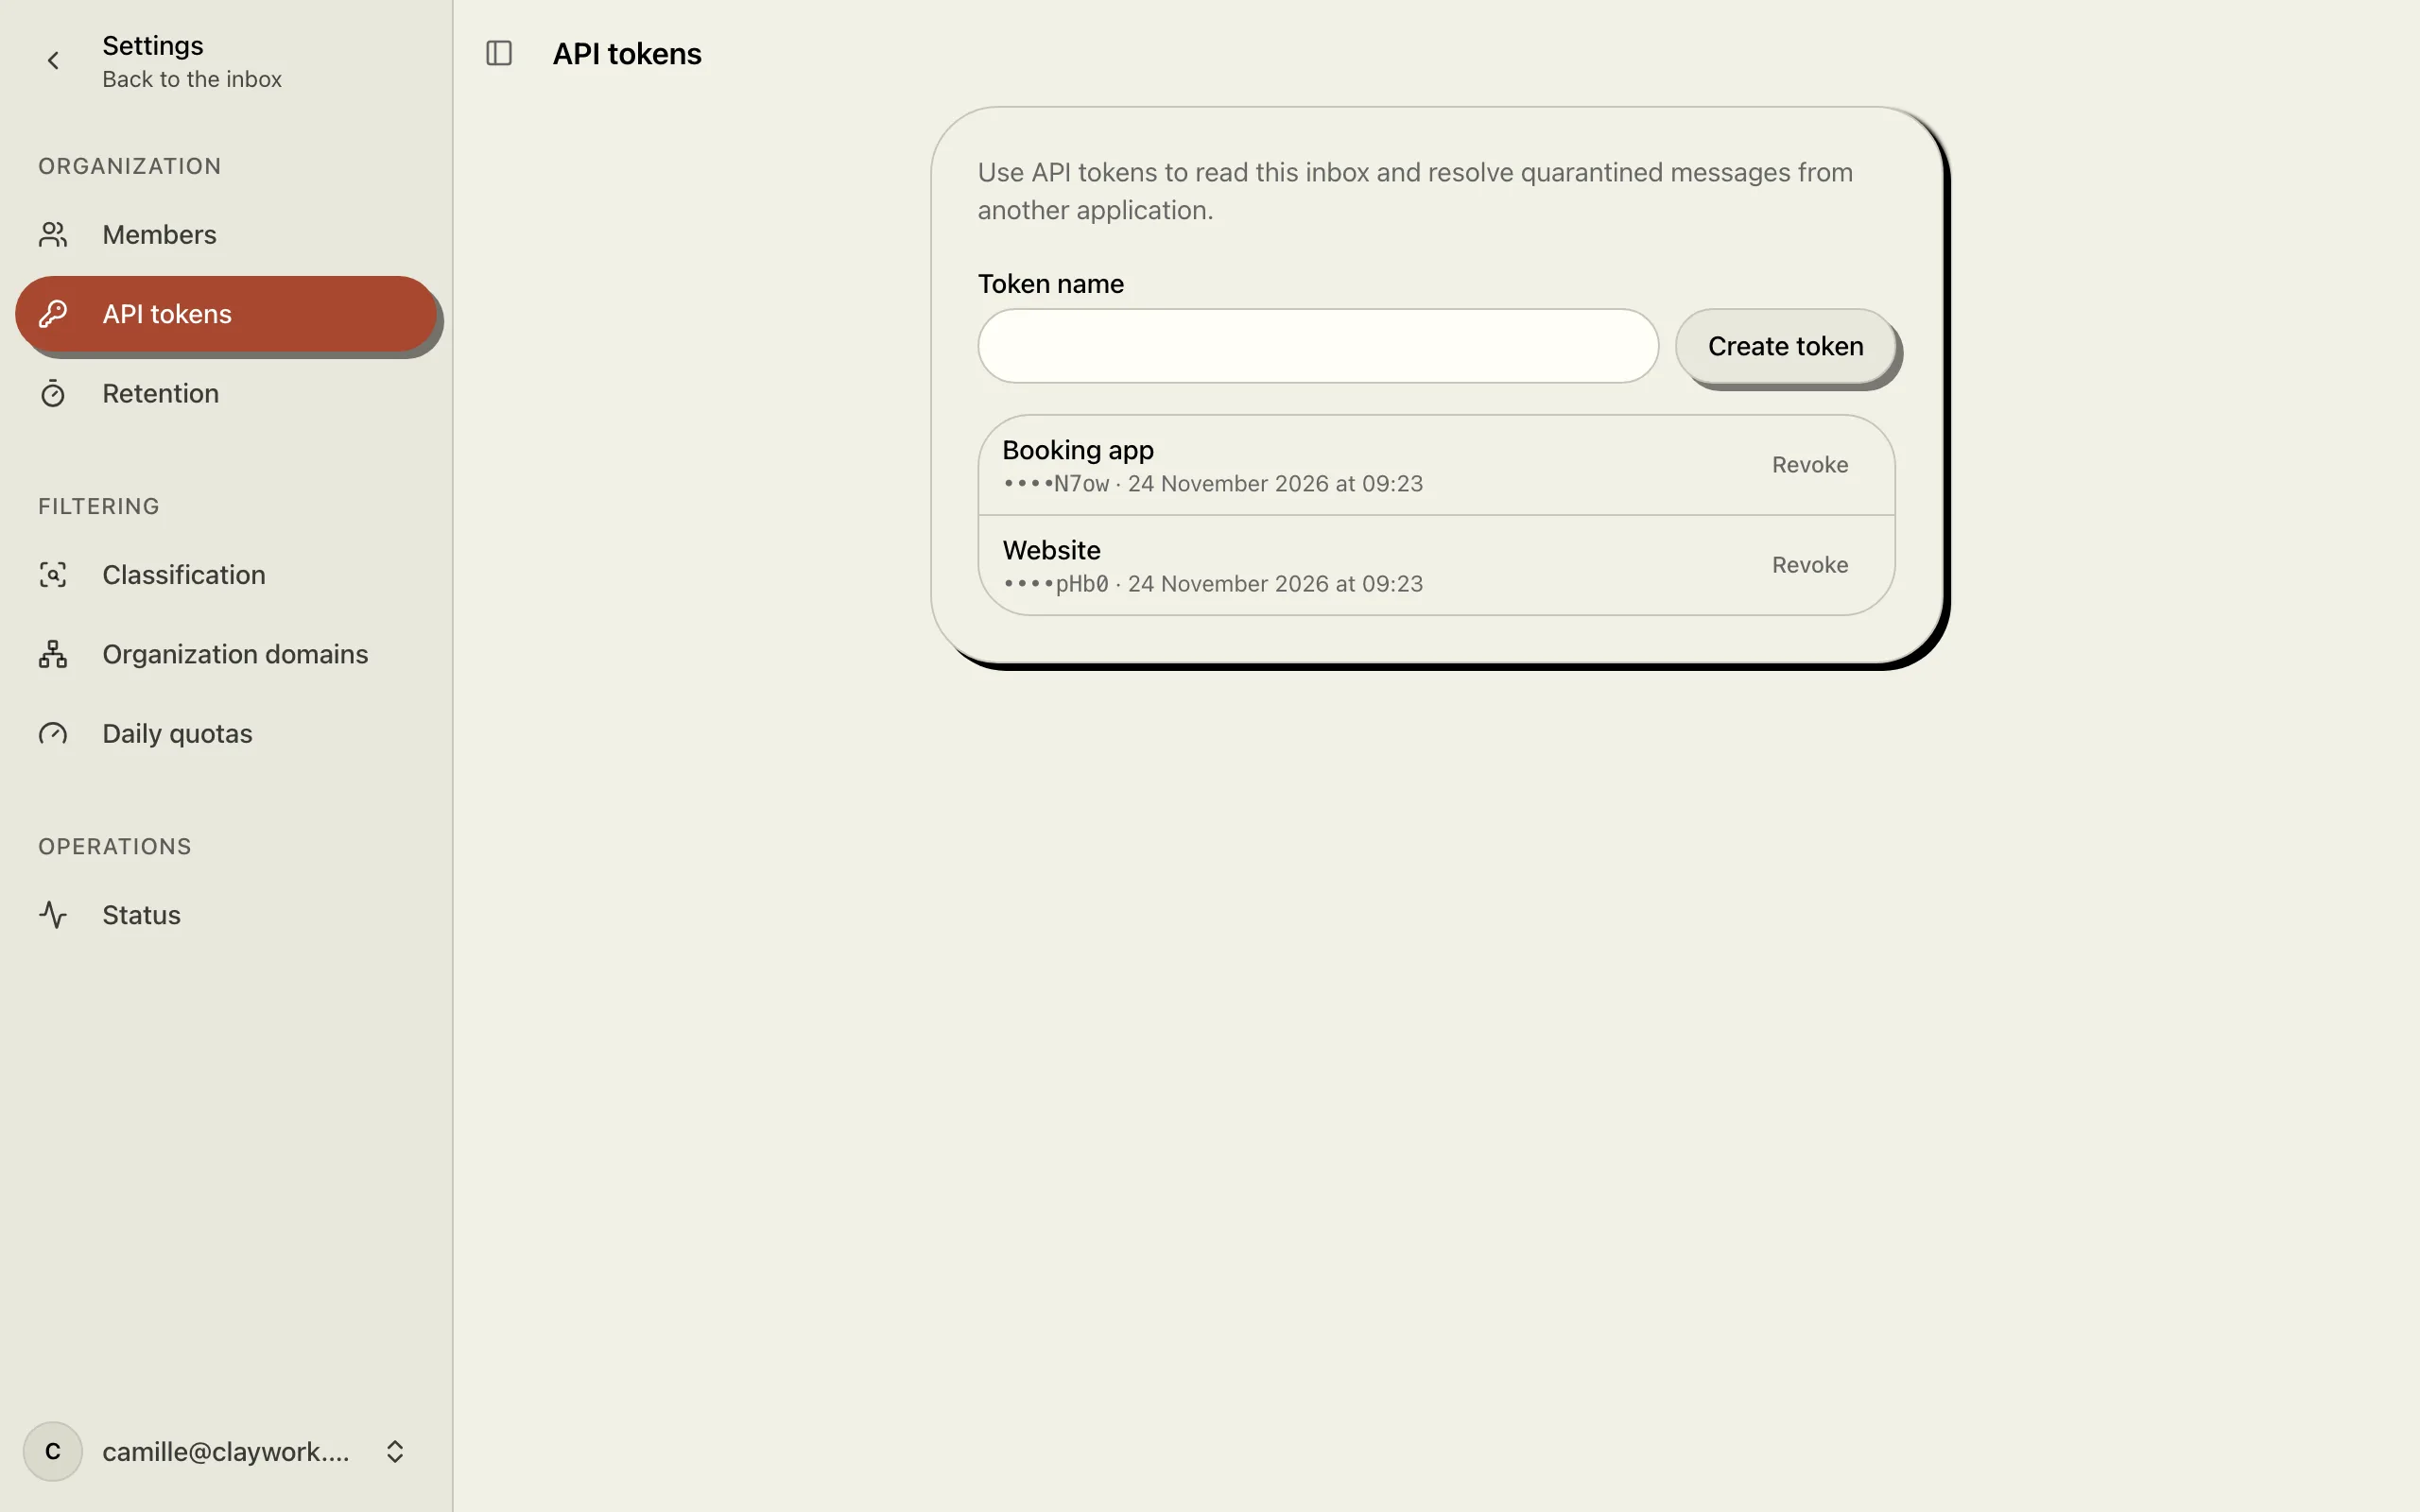 Settings
Back to the inbox
ORGANIZATION
Members
API tokens
Retention
FILTERING
Classification
Organization domains
Daily quotas
OPERATIONS
Status
C
camille@claywork....
API tokens
Use API tokens to read this inbox and resolve quarantined messages from
another application.
Token name
Create token
Booking app
••••N7ow · 24 November 2026 at 09:23
Revoke
Website
••••pHb0 · 24 November 2026 at 09:23
Revoke